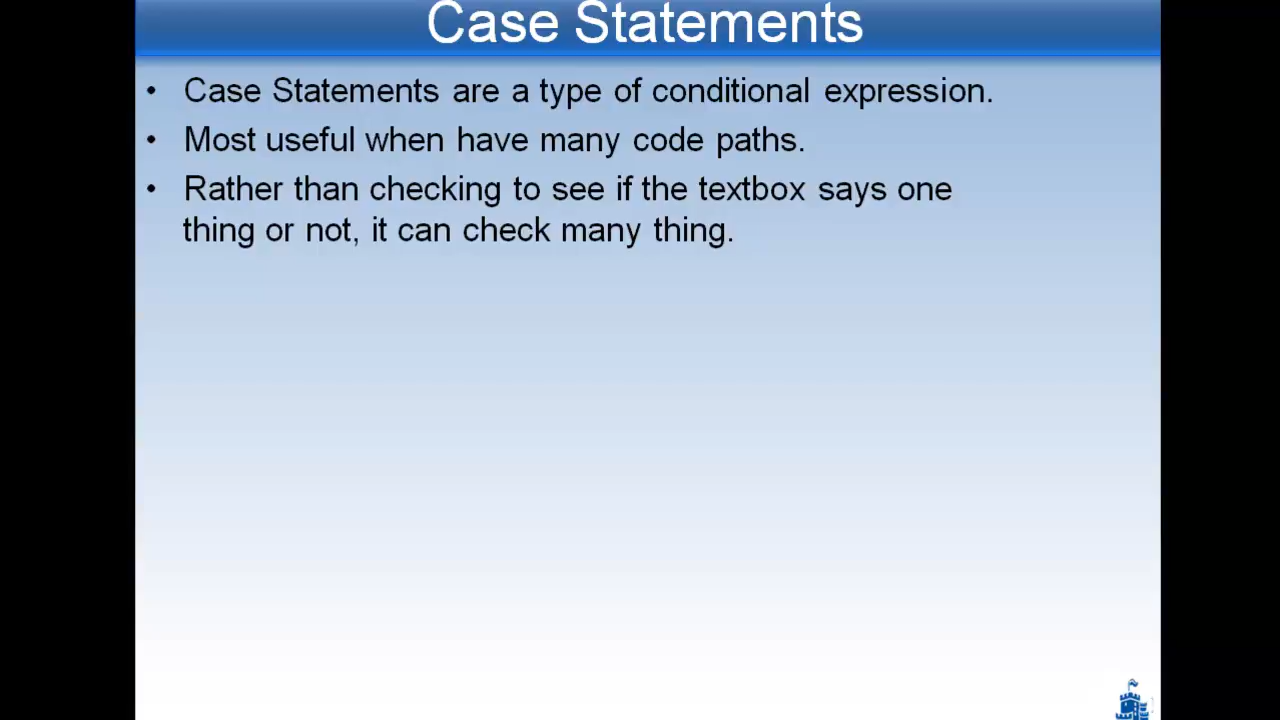 Case Statements
• Case Statements are a type of conditional expression.
• Most useful when have many code paths.
• Rather than checking to see if the textbox says one
thing or not, it can check many thing.